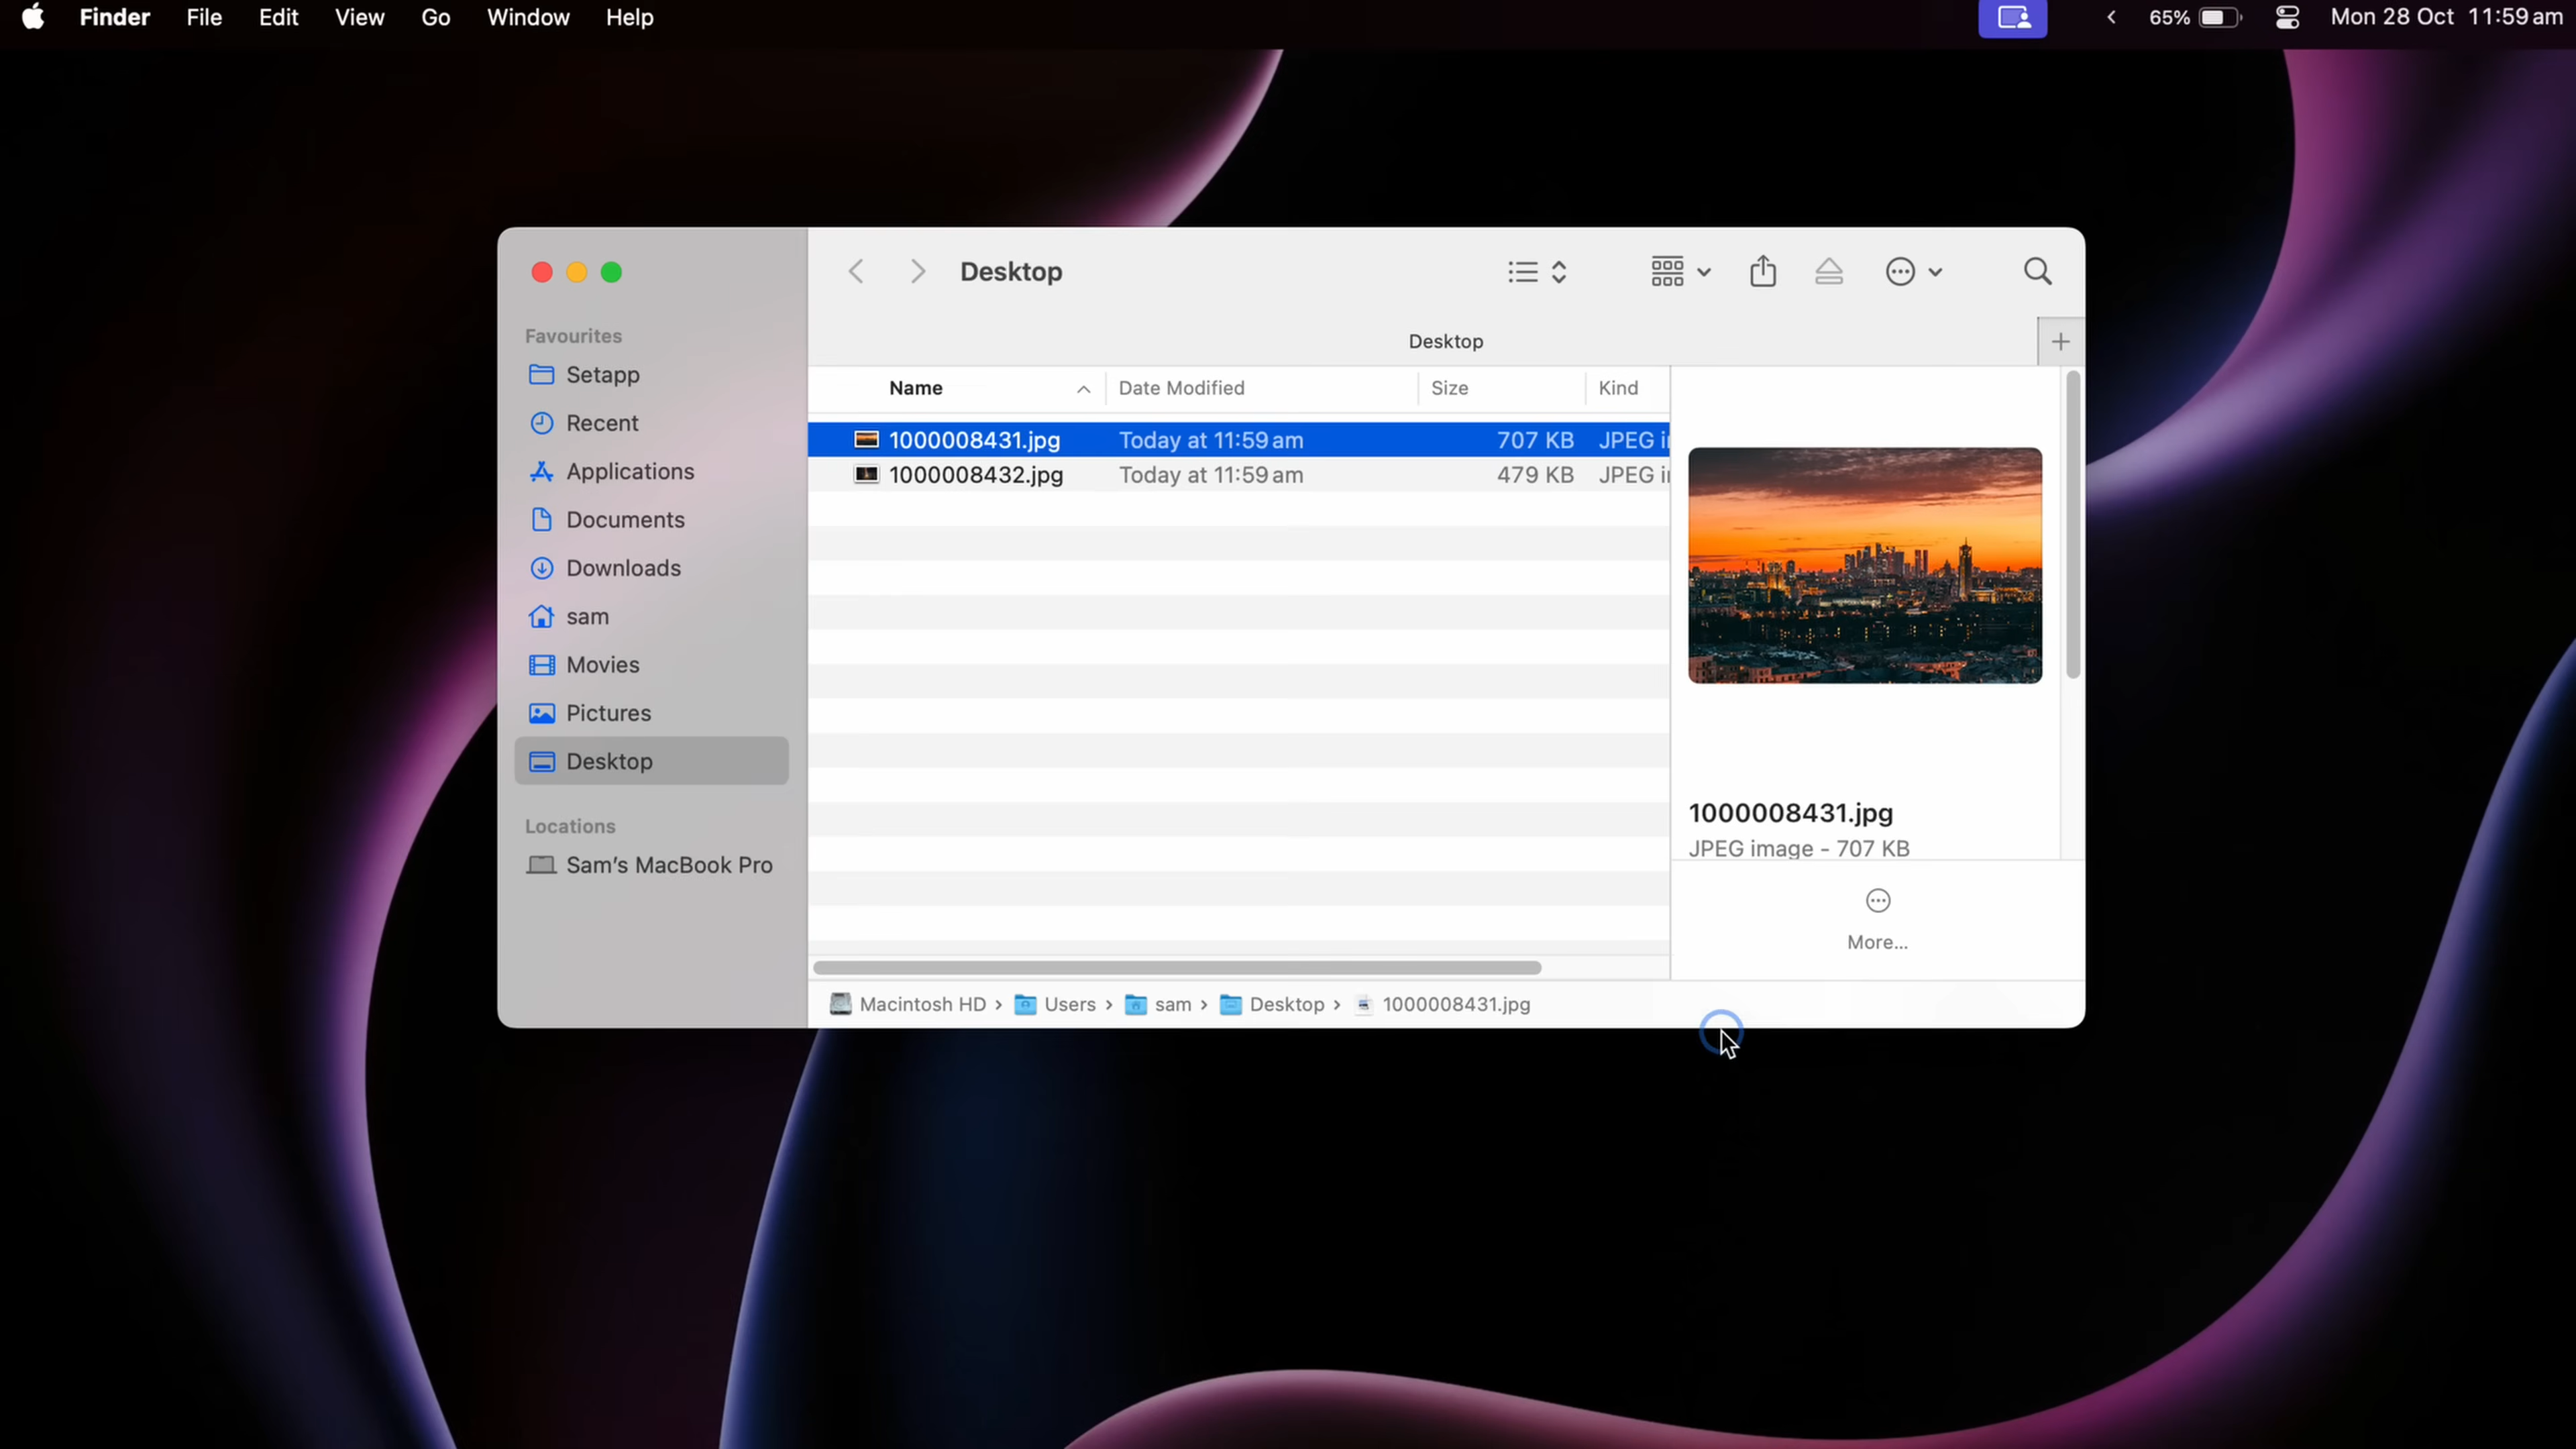 Finder File Edit View Go Window Help 65% Mon 28 Oct 11:59 am
Desktop
Favourites
Setapp
Recent
Applications
Documents
Downloads
sam
Movies
Pictures
Desktop
Locations
Sam's MacBook Pro
Desktop
Name Date Modified Size Kind
1000008431.jpg Today at 11:59 am 707 KB JPEG i
1000008432.jpg Today at 11:59 am 479 KB JPEG i
1000008431.jpg
JPEG image - 707 KB
More...
Macintosh HD › Users › sam › Desktop › 1000008431.jpg